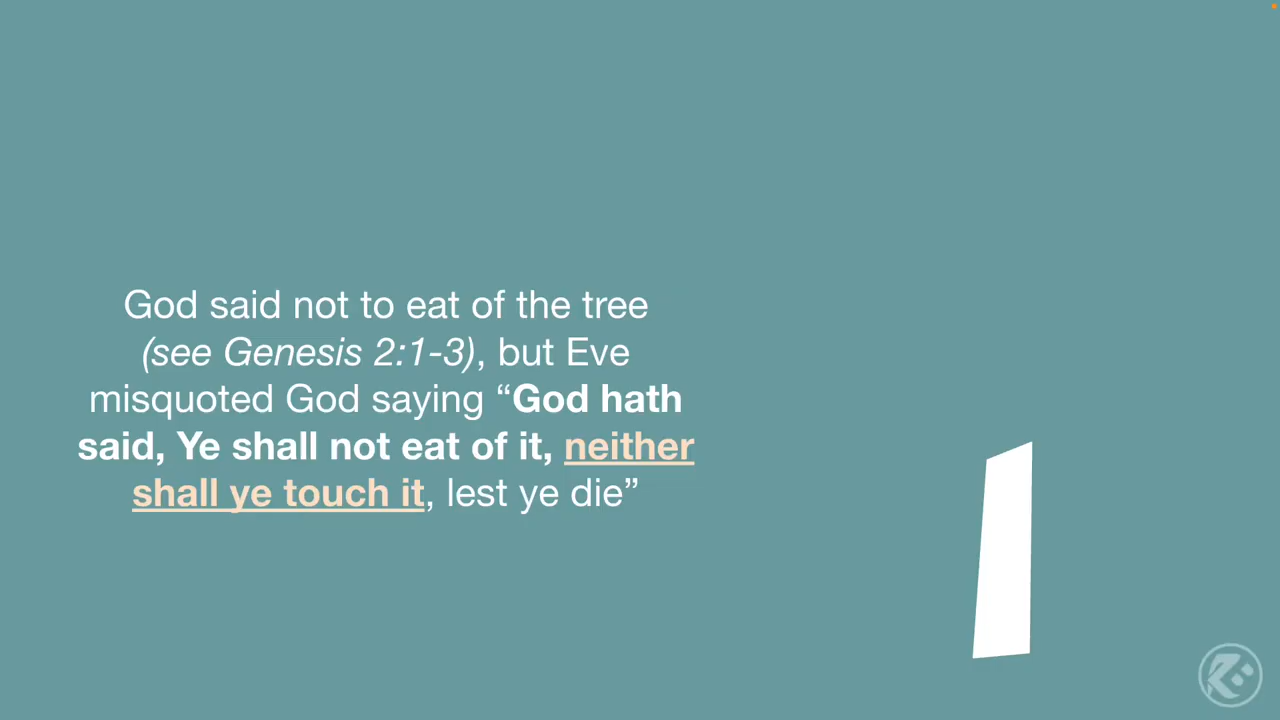 God said not to eat of the tree
(see Genesis 2:1-3), but Eve
misquoted God saying “God hath
said, Ye shall not eat of it, neither
shall ye touch it, lest ye die”